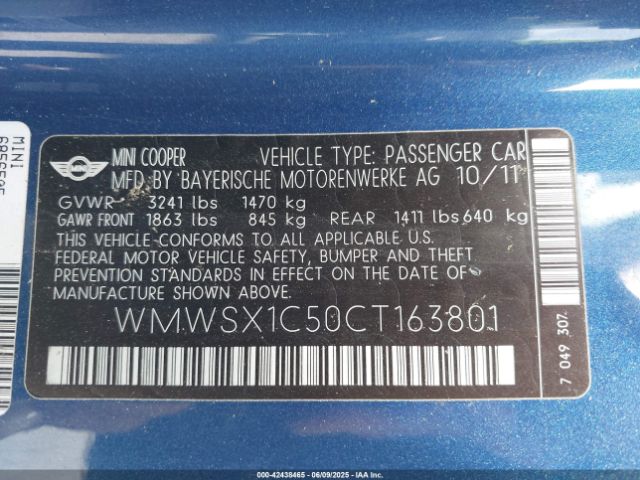 MINI COOPER VEHICLE TYPE: PASSENGER CAR
MFD BY BAYERISCHE MOTORENWERKE AG 10/11
GVWR 3241 lbs 1470 kg
GAWR FRONT 1863 lbs 845 kg REAR 1411 lbs 640 kg
THIS VEHICLE CONFORMS TO ALL APPLICABLE U.S.
FEDERAL MOTOR VEHICLE SAFETY, BUMPER AND THEFT
PREVENTION STANDARDS IN EFFECT ON THE DATE OF
MANUFACTURE SHOWN ABOVE.
WMWSX1C50CT163801
7 049 307
MINI
00-42438465 | 06/09/2025 | IAA Inc.